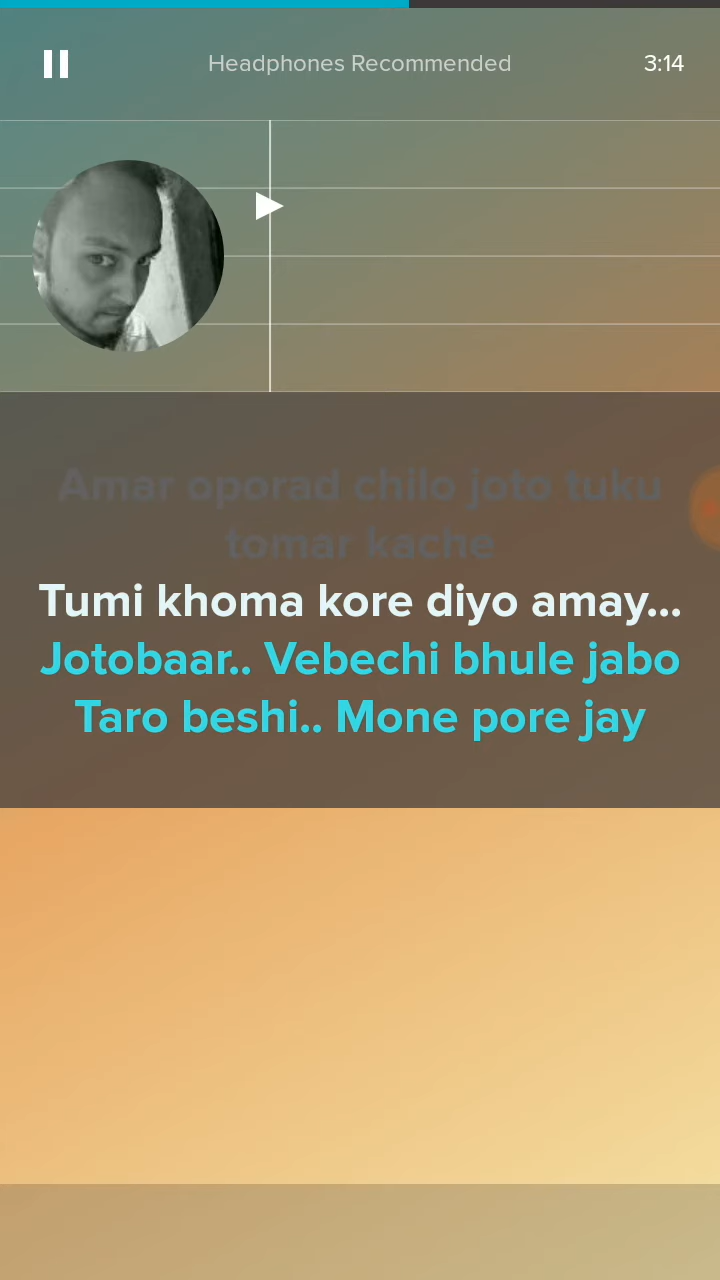 Headphones Recommended
3:14
Amar oporad chilo joto tuku
tomar kache
Tumi khoma kore diyo amay...
Jotobaar.. Vebechi bhule jabo
Taro beshi.. Mone pore jay